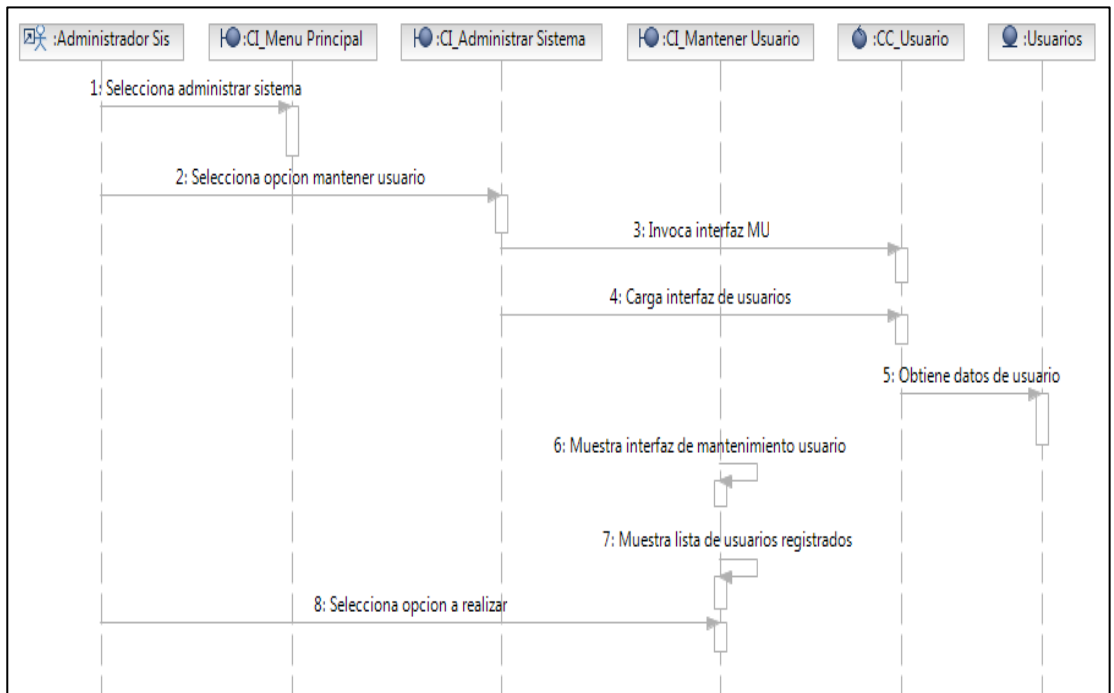 :Administrador Sis
:CI_Menu Principal
:CI_Administrar Sistema
:CI_Mantener Usuario
:CC_Usuario
:Usuarios
1: Selecciona administrar sistema
2: Selecciona opcion mantener usuario
3: Invoca interfaz MU
4: Carga interfaz de usuarios
5: Obtiene datos de usuario
6: Muestra interfaz de mantenimiento usuario
7: Muestra lista de usuarios registrados
8: Selecciona opcion a realizar